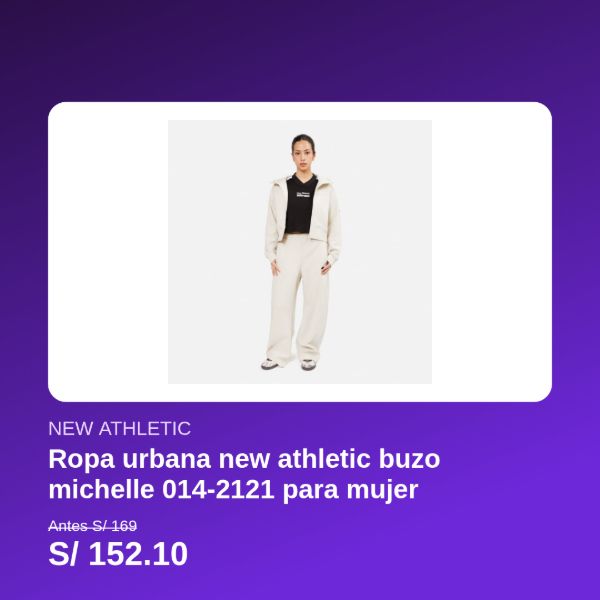 NEW ATHLETIC
Ropa urbana new athletic buzo
michelle 014-2121 para mujer
Antes S/ 169
S/ 152.10